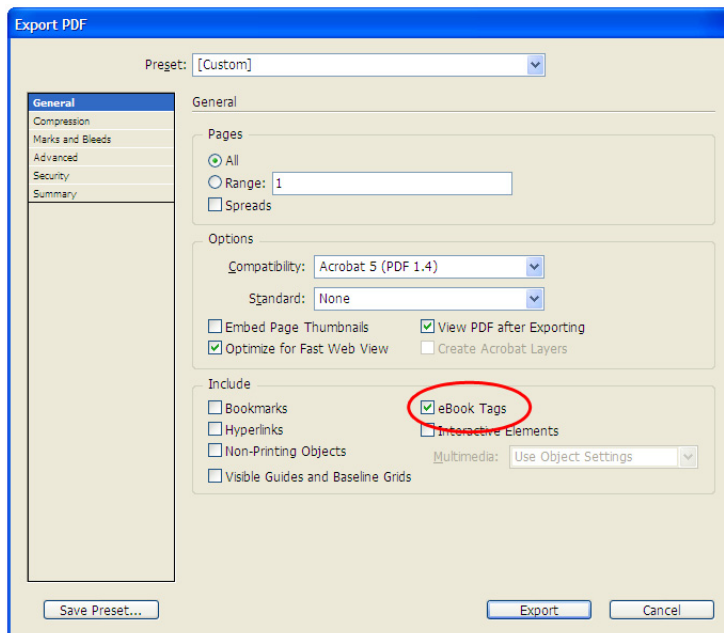 Export PDF
Preset: [Custom]
General
Compression
Marks and Bleeds
Advanced
Security
Summary
General
Pages
All
Range: 1
Spreads
Options
Compatibility: Acrobat 5 (PDF 1.4)
Standard: None
Embed Page Thumbnails View PDF after Exporting
Optimize for Fast Web View Create Acrobat Layers
Include
Bookmarks eBook Tags
Hyperlinks Interactive Elements
Non-Printing Objects Multimedia: Use Object Settings
Visible Guides and Baseline Grids
Save Preset... Export Cancel